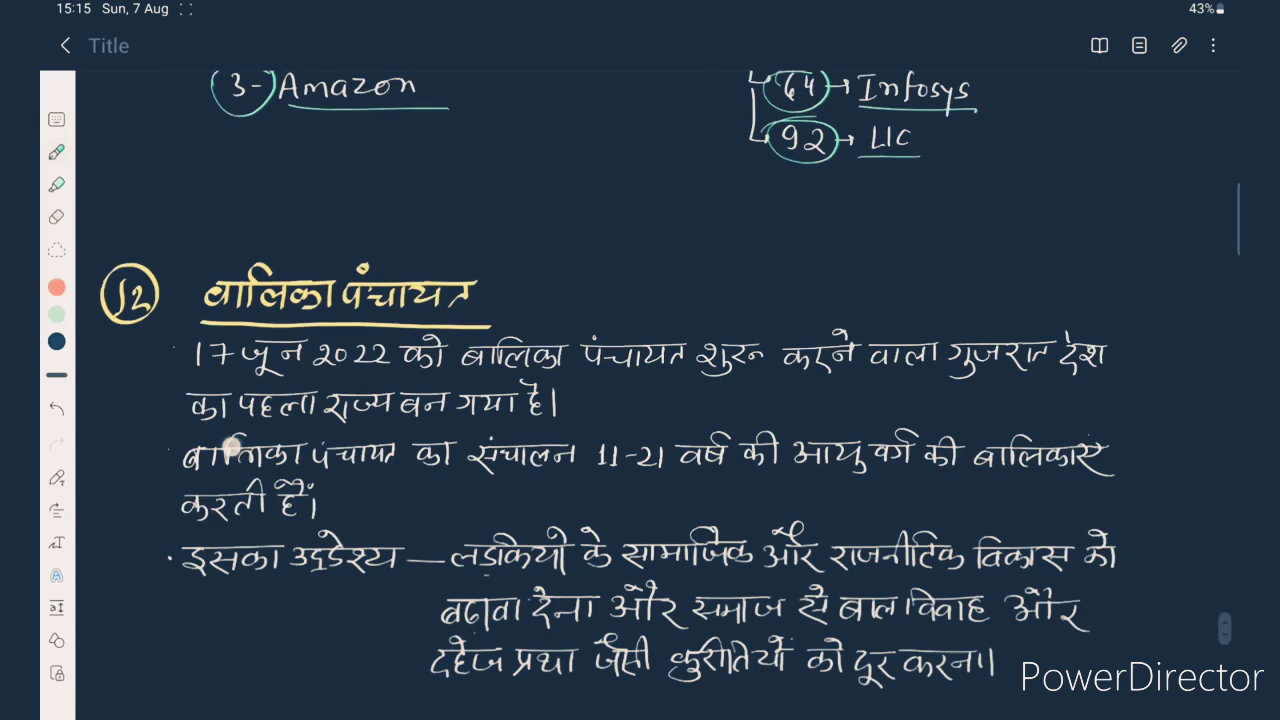 15:15 Sun, 7 Aug
43%
Title
3- Amazon
64 → Infosys
92 → LIC
12 बालिका पंचायत
17 जून 2022 को बालिका पंचायत शुरू करने वाला गुजरात देश
का पहला राज्य बन गया है।
बालिका पंचायत का संचालन 11-21 वर्ष की आयु वर्ग की बालिकाएं
करती हैं।
· इसका उद्देश्य — लडकियो के सामाजिक और राजनीतिक विकास को
बढावा देना और समाज से बाल विवाह और
दहेज प्रथा जैसी कुरीतियों को दूर करना।
PowerDirector